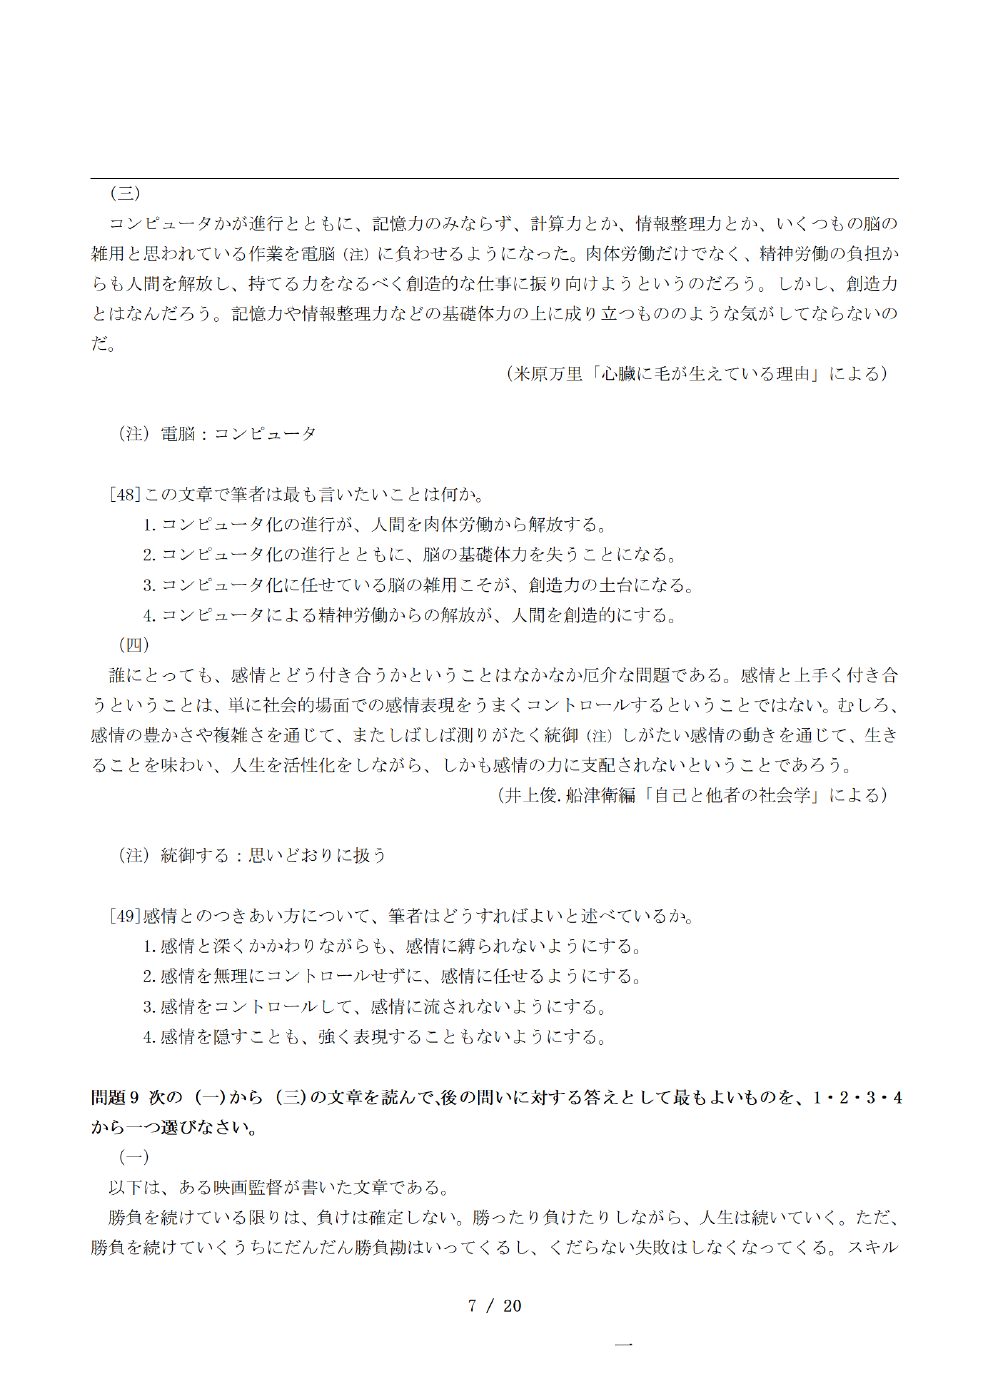 （三）
コンピュータかが進行とともに、記憶力のみならず、計算力とか、情報整理力とか、いくつもの脳の
雑用と思われている作業を電脳（注）に負わせるようになった。肉体労働だけでなく、精神労働の負担か
らも人間を解放し、持てる力をなるべく創造的な仕事に振り向けようというのだろう。しかし、創造力
とはなんだろう。記憶力や情報整理力などの基礎体力の上に成り立つもののような気がしてならないの
だ。
（米原万里「心臓に毛が生えている理由」による）
（注）電脳：コンピュータ
[48]この文章で筆者は最も言いたいことは何か。
1.コンピュータ化の進行が、人間を肉体労働から解放する。
2.コンピュータ化の進行とともに、脳の基礎体力を失うことになる。
3.コンピュータ化に任せている脳の雑用こそが、創造力の土台になる。
4.コンピュータによる精神労働からの解放が、人間を創造的にする。
（四）
誰にとっても、感情とどう付き合うかということはなかなか厄介な問題である。感情と上手く付き合
うということは、単に社会的場面での感情表現をうまくコントロールするということではない。むしろ、
感情の豊かさや複雑さを通じて、またしばしば測りがたく統御（注）しがたい感情の動きを通じて、生き
ることを味わい、人生を活性化をしながら、しかも感情の力に支配されないということであろう。
（井上俊.船津衛編「自己と他者の社会学」による）
（注）統御する：思いどおりに扱う
[49]感情とのつきあい方について、筆者はどうすればよいと述べているか。
1.感情と深くかかわりながらも、感情に縛られないようにする。
2.感情を無理にコントロールせずに、感情に任せるようにする。
3.感情をコントロールして、感情に流されないようにする。
4.感情を隠すことも、強く表現することもないようにする。
問題９ 次の（一)から（三)の文章を読んで、後の問いに対する答えとして最もよいものを、1・2・3・4
から一つ選びなさい。
（一）
以下は、ある映画監督が書いた文章である。
勝負を続けている限りは、負けは確定しない。勝ったり負けたりしながら、人生は続いていく。ただ、
勝負を続けていくうちにだんだん勝負勘はいってくるし、くだらない失敗はしなくなってくる。スキル
7 / 20
一